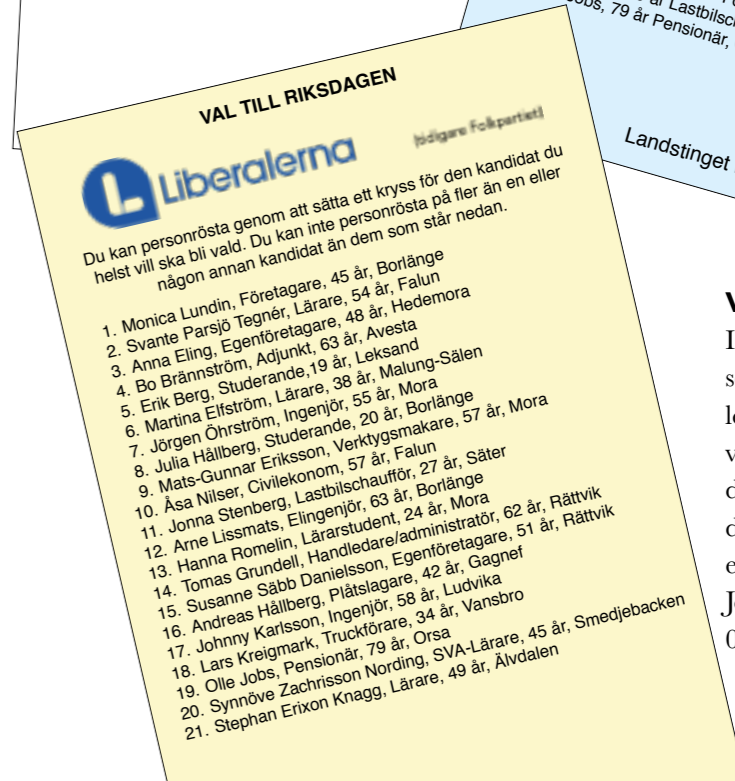 år Lastbilsc
bs, 79 år Pensionär,
Landstinget
VAL TILL RIKSDAGEN
Liberalerna
(tidigare Folkpartiet)
Du kan personrösta genom att sätta ett kryss för den kandidat du
helst vill ska bli vald. Du kan inte personrösta på fler än en eller
någon annan kandidat än dem som står nedan.
1. Monica Lundin, Företagare, 45 år, Borlänge
2. Svante Parsjö Tegnér, Lärare, 54 år, Falun
3. Anna Eling, Egenföretagare, 48 år, Hedemora
4. Bo Brännström, Adjunkt, 63 år, Avesta
5. Erik Berg, Studerande,19 år, Leksand
6. Martina Elfström, Lärare, 38 år, Malung-Sälen
7. Jörgen Öhrström, Ingenjör, 55 år, Mora
8. Julia Hållberg, Studerande, 20 år, Borlänge
9. Mats-Gunnar Eriksson, Verktygsmakare, 57 år, Mora
10. Åsa Nilser, Civilekonom, 57 år, Falun
11. Jonna Stenberg, Lastbilschaufför, 27 år, Säter
12. Arne Lissmats, Elingenjör, 63 år, Borlänge
13. Hanna Romelin, Lärarstudent, 24 år, Mora
14. Tomas Grundell, Handledare/administratör, 62 år, Rättvik
15. Susanne Säbb Danielsson, Egenföretagare, 51 år, Rättvik
16. Andreas Hållberg, Plåtslagare, 42 år, Gagnef
17. Johnny Karlsson, Ingenjör, 58 år, Ludvika
18. Lars Kreigmark, Truckförare, 34 år, Vansbro
19. Olle Jobs, Pensionär, 79 år, Orsa
20. Synnöve Zachrisson Nording, SVA-Lärare, 45 år, Smedjebacken
21. Stephan Erixon Knagg, Lärare, 49 år, Älvdalen